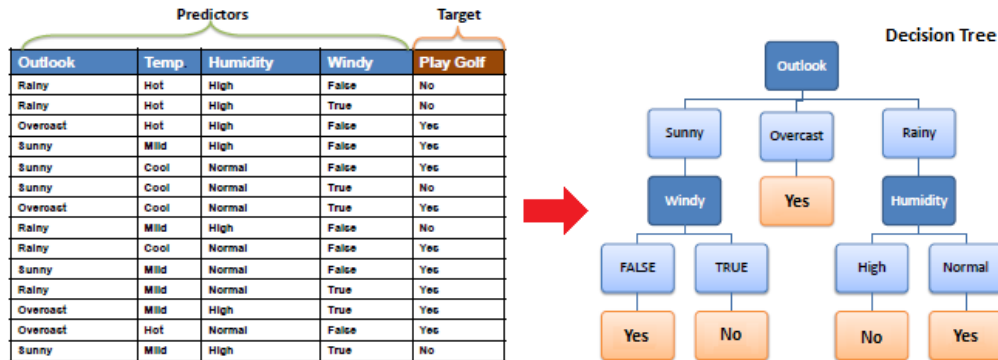 Predictors Target
Outlook Temp. Humidity Windy Play Golf
Rainy Hot High False No
Rainy Hot High True No
Overcast Hot High False Yes
Sunny Mild High False Yes
Sunny Cool Normal False Yes
Sunny Cool Normal True No
Overcast Cool Normal True Yes
Rainy Mild High False No
Rainy Cool Normal False Yes
Sunny Mild Normal False Yes
Rainy Mild Normal True Yes
Overcast Mild High True Yes
Overcast Hot Normal False Yes
Sunny Mild High True No
Decision Tree
Outlook
Sunny Overcast Rainy
Windy Yes Humidity
FALSE TRUE High Normal
Yes No No Yes